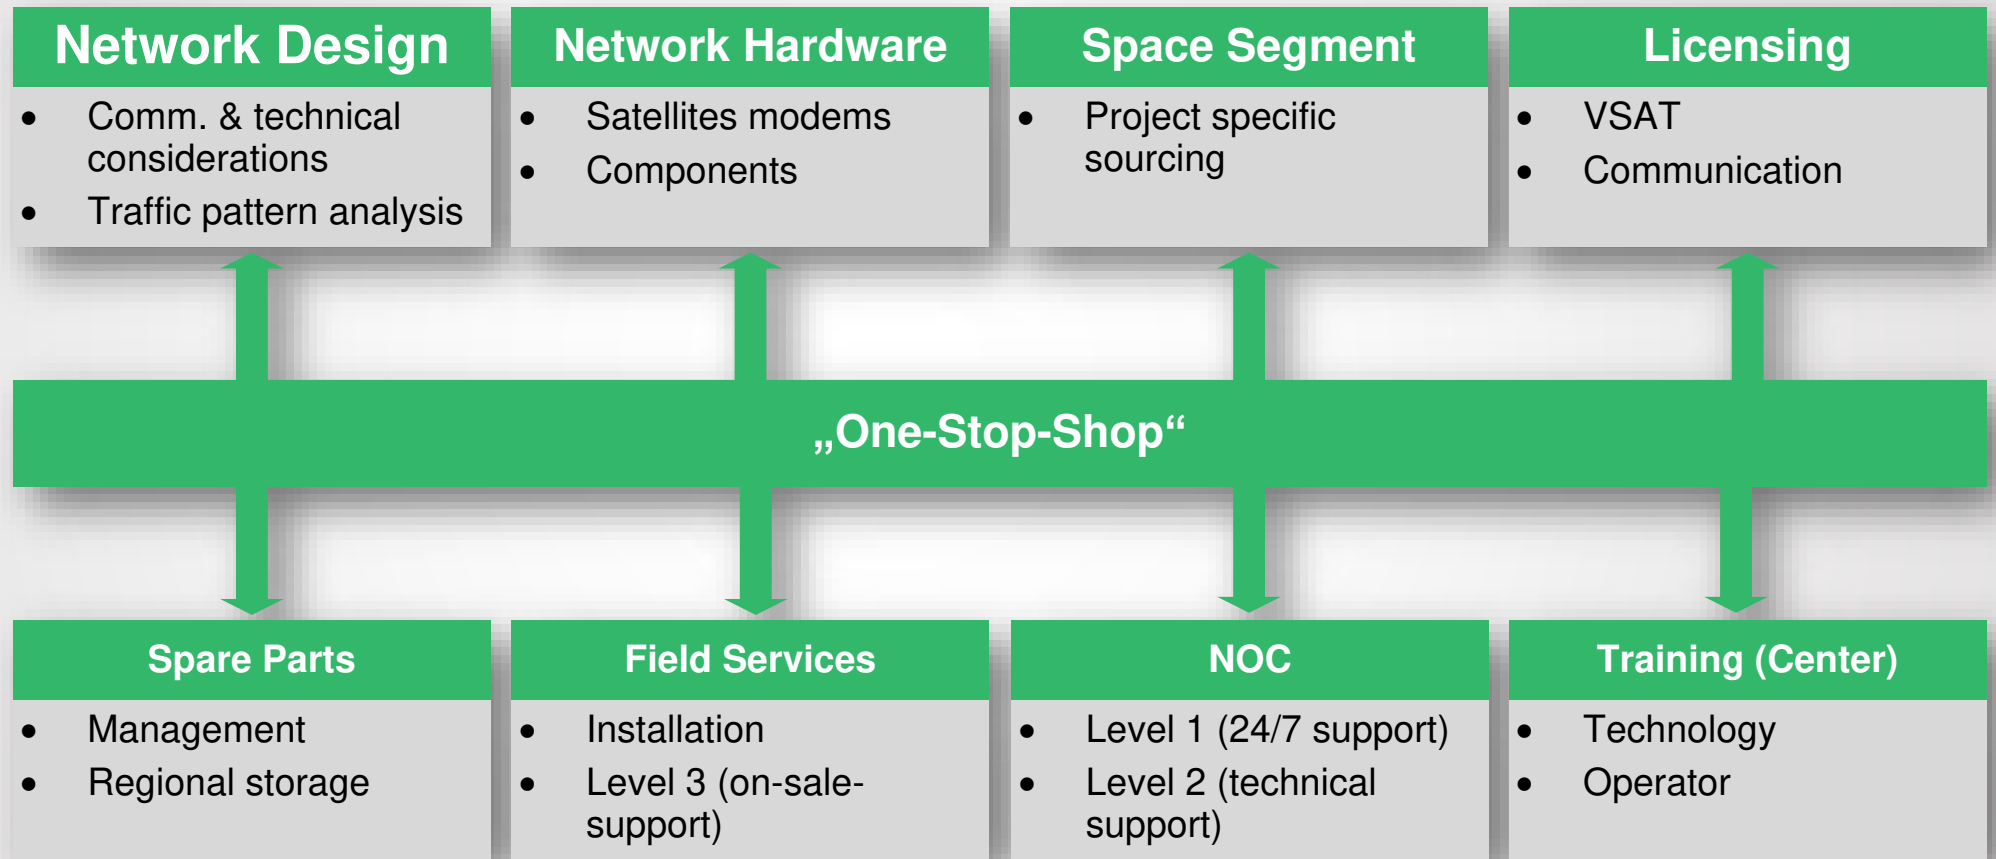 Network Design
• Comm. & technical
considerations
• Traffic pattern analysis
Network Hardware
• Satellites modems
• Components
Space Segment
• Project specific
sourcing
Licensing
• VSAT
• Communication
„One-Stop-Shop“
Spare Parts
• Management
• Regional storage
Field Services
• Installation
• Level 3 (on-sale-
support)
NOC
• Level 1 (24/7 support)
• Level 2 (technical
support)
Training (Center)
• Technology
• Operator